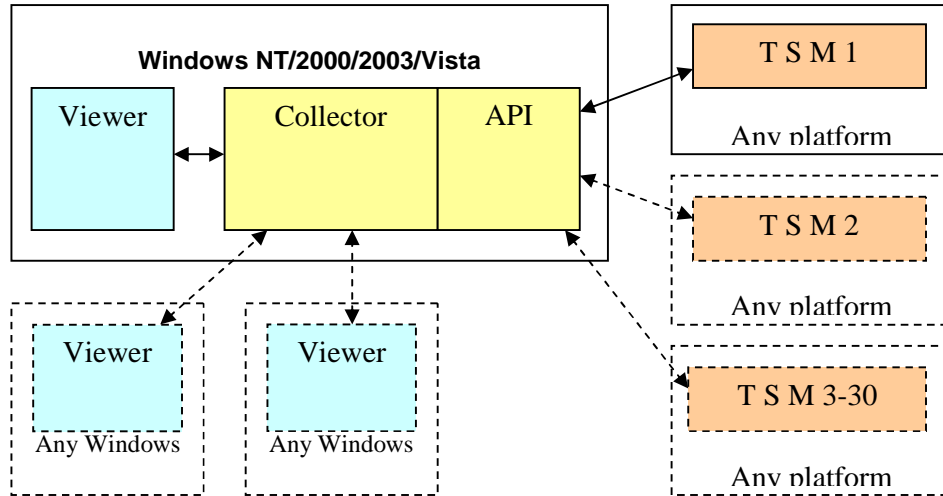 Windows NT/2000/2003/Vista
Viewer
Collector
API
T S M 1
Any platform
T S M 2
Any platform
T S M 3-30
Any platform
Viewer
Any Windows
Viewer
Any Windows